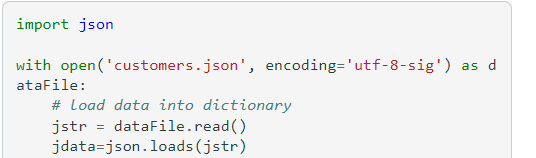 import json
with open('customers.json', encoding='utf-8-sig') as d
ataFile:
# load data into dictionary
jstr = dataFile.read()
jdata=json.loads(jstr)